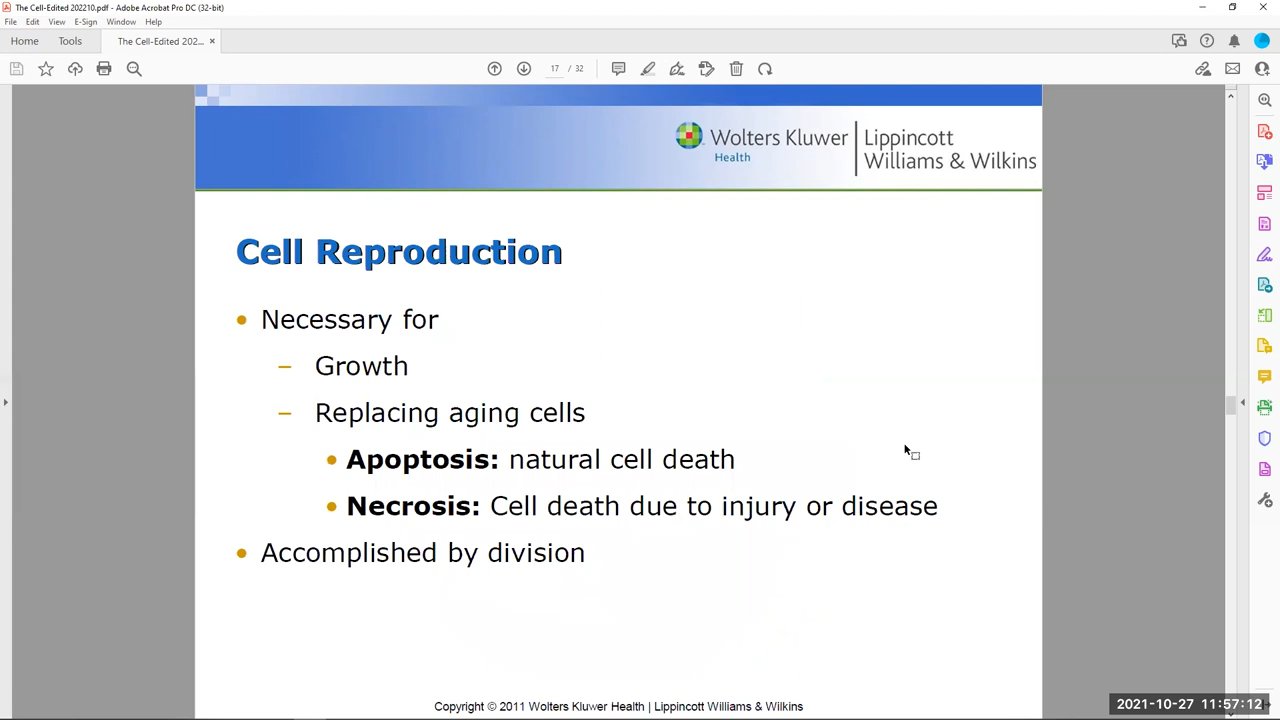 The Cell-Edited 202210.pdf - Adobe Acrobat Pro DC (32-bit)
File Edit View E-Sign Window Help
Home Tools The Cell-Edited 202... ×
17 / 32
Wolters Kluwer Lippincott
Health Williams & Wilkins
Cell Reproduction
• Necessary for
– Growth
– Replacing aging cells
• Apoptosis: natural cell death
• Necrosis: Cell death due to injury or disease
• Accomplished by division
Copyright © 2011 Wolters Kluwer Health | Lippincott Williams & Wilkins
2021-10-27 11:57:12